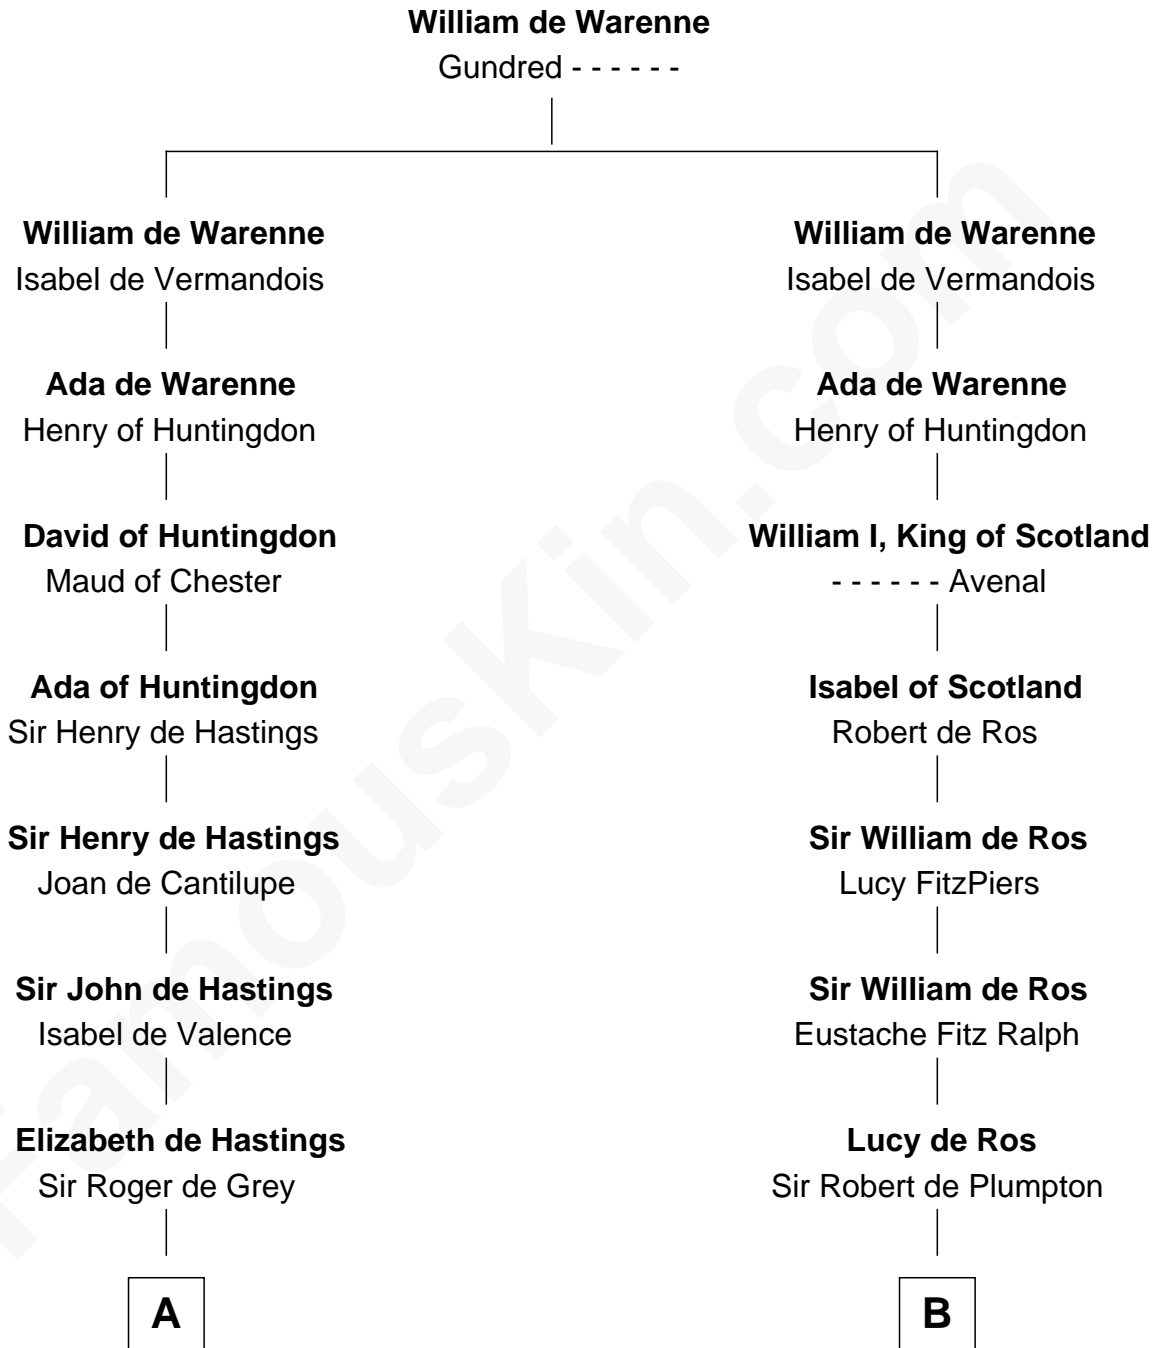 William de Warenne
Gundred - - - - - -
William de Warenne
Isabel de Vermandois
William de Warenne
Isabel de Vermandois
Ada de Warenne
Henry of Huntingdon
Ada de Warenne
Henry of Huntingdon
David of Huntingdon
Maud of Chester
William I, King of Scotland
- - - - - - Avenal
Ada of Huntingdon
Sir Henry de Hastings
Isabel of Scotland
Robert de Ros
Sir Henry de Hastings
Joan de Cantilupe
Sir William de Ros
Lucy FitzPiers
Sir John de Hastings
Isabel de Valence
Sir William de Ros
Eustache Fitz Ralph
Elizabeth de Hastings
Sir Roger de Grey
Lucy de Ros
Sir Robert de Plumpton
A
B
FamousKin.com